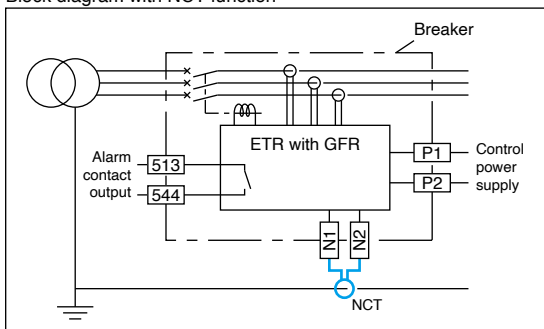 Block diagram with NCT function
Breaker
ETR with GFR
Alarm
contact
output
513
544
P1
P2
Control
power
supply
N1
N2
NCT